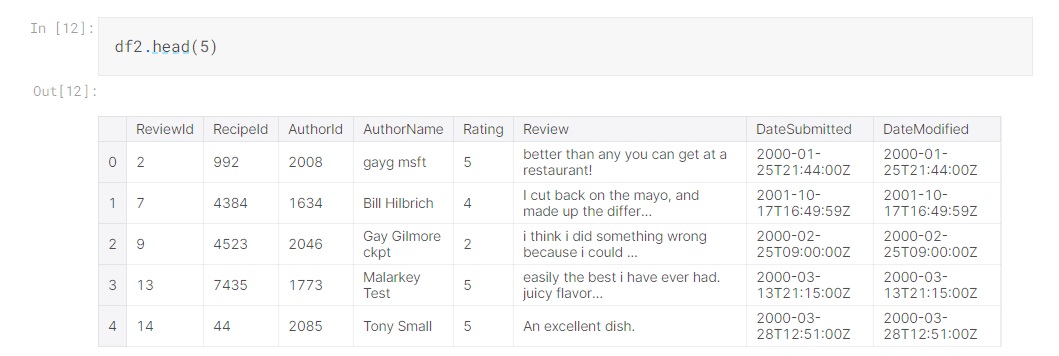 In [12]:
df2.head(5)
Out[12]:
ReviewId RecipeId AuthorId AuthorName Rating Review DateSubmitted DateModified
0 2 992 2008 gayg msft 5 better than any you can get at a restaurant! 2000-01-25T21:44:00Z 2000-01-25T21:44:00Z
1 7 4384 1634 Bill Hilbrich 4 I cut back on the mayo, and made up the differ... 2001-10-17T16:49:59Z 2001-10-17T16:49:59Z
2 9 4523 2046 Gay Gilmore ckpt 2 i think i did something wrong because i could ... 2000-02-25T09:00:00Z 2000-02-25T09:00:00Z
3 13 7435 1773 Malarkey Test 5 easily the best i have ever had. juicy flavor... 2000-03-13T21:15:00Z 2000-03-13T21:15:00Z
4 14 44 2085 Tony Small 5 An excellent dish. 2000-03-28T12:51:00Z 2000-03-28T12:51:00Z